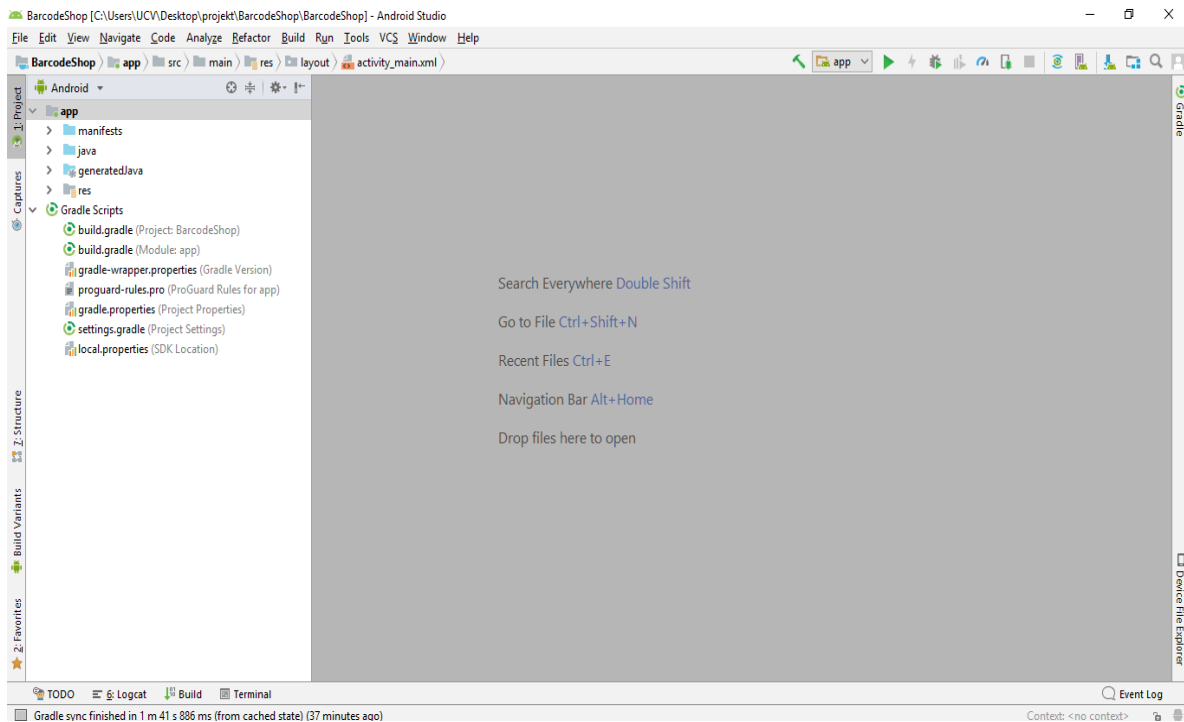 BarcodeShop [C:\Users\UCV\Desktop\projekt\BarcodeShop\BarcodeShop] - Android Studio
File Edit View Navigate Code Analyze Refactor Build Run Tools VCS Window Help
BarcodeShop app src main res layout activity_main.xml
app
Android
1: Project
Captures
7: Structure
Build Variants
2: Favorites
app
manifests
java
generatedJava
res
Gradle Scripts
build.gradle (Project: BarcodeShop)
build.gradle (Module: app)
gradle-wrapper.properties (Gradle Version)
proguard-rules.pro (ProGuard Rules for app)
gradle.properties (Project Properties)
settings.gradle (Project Settings)
local.properties (SDK Location)
Search Everywhere Double Shift
Go to File Ctrl+Shift+N
Recent Files Ctrl+E
Navigation Bar Alt+Home
Drop files here to open
Gradle
Device File Explorer
TODO 6: Logcat Build Terminal
Event Log
Gradle sync finished in 1 m 41 s 886 ms (from cached state) (37 minutes ago)
Context: <no context>